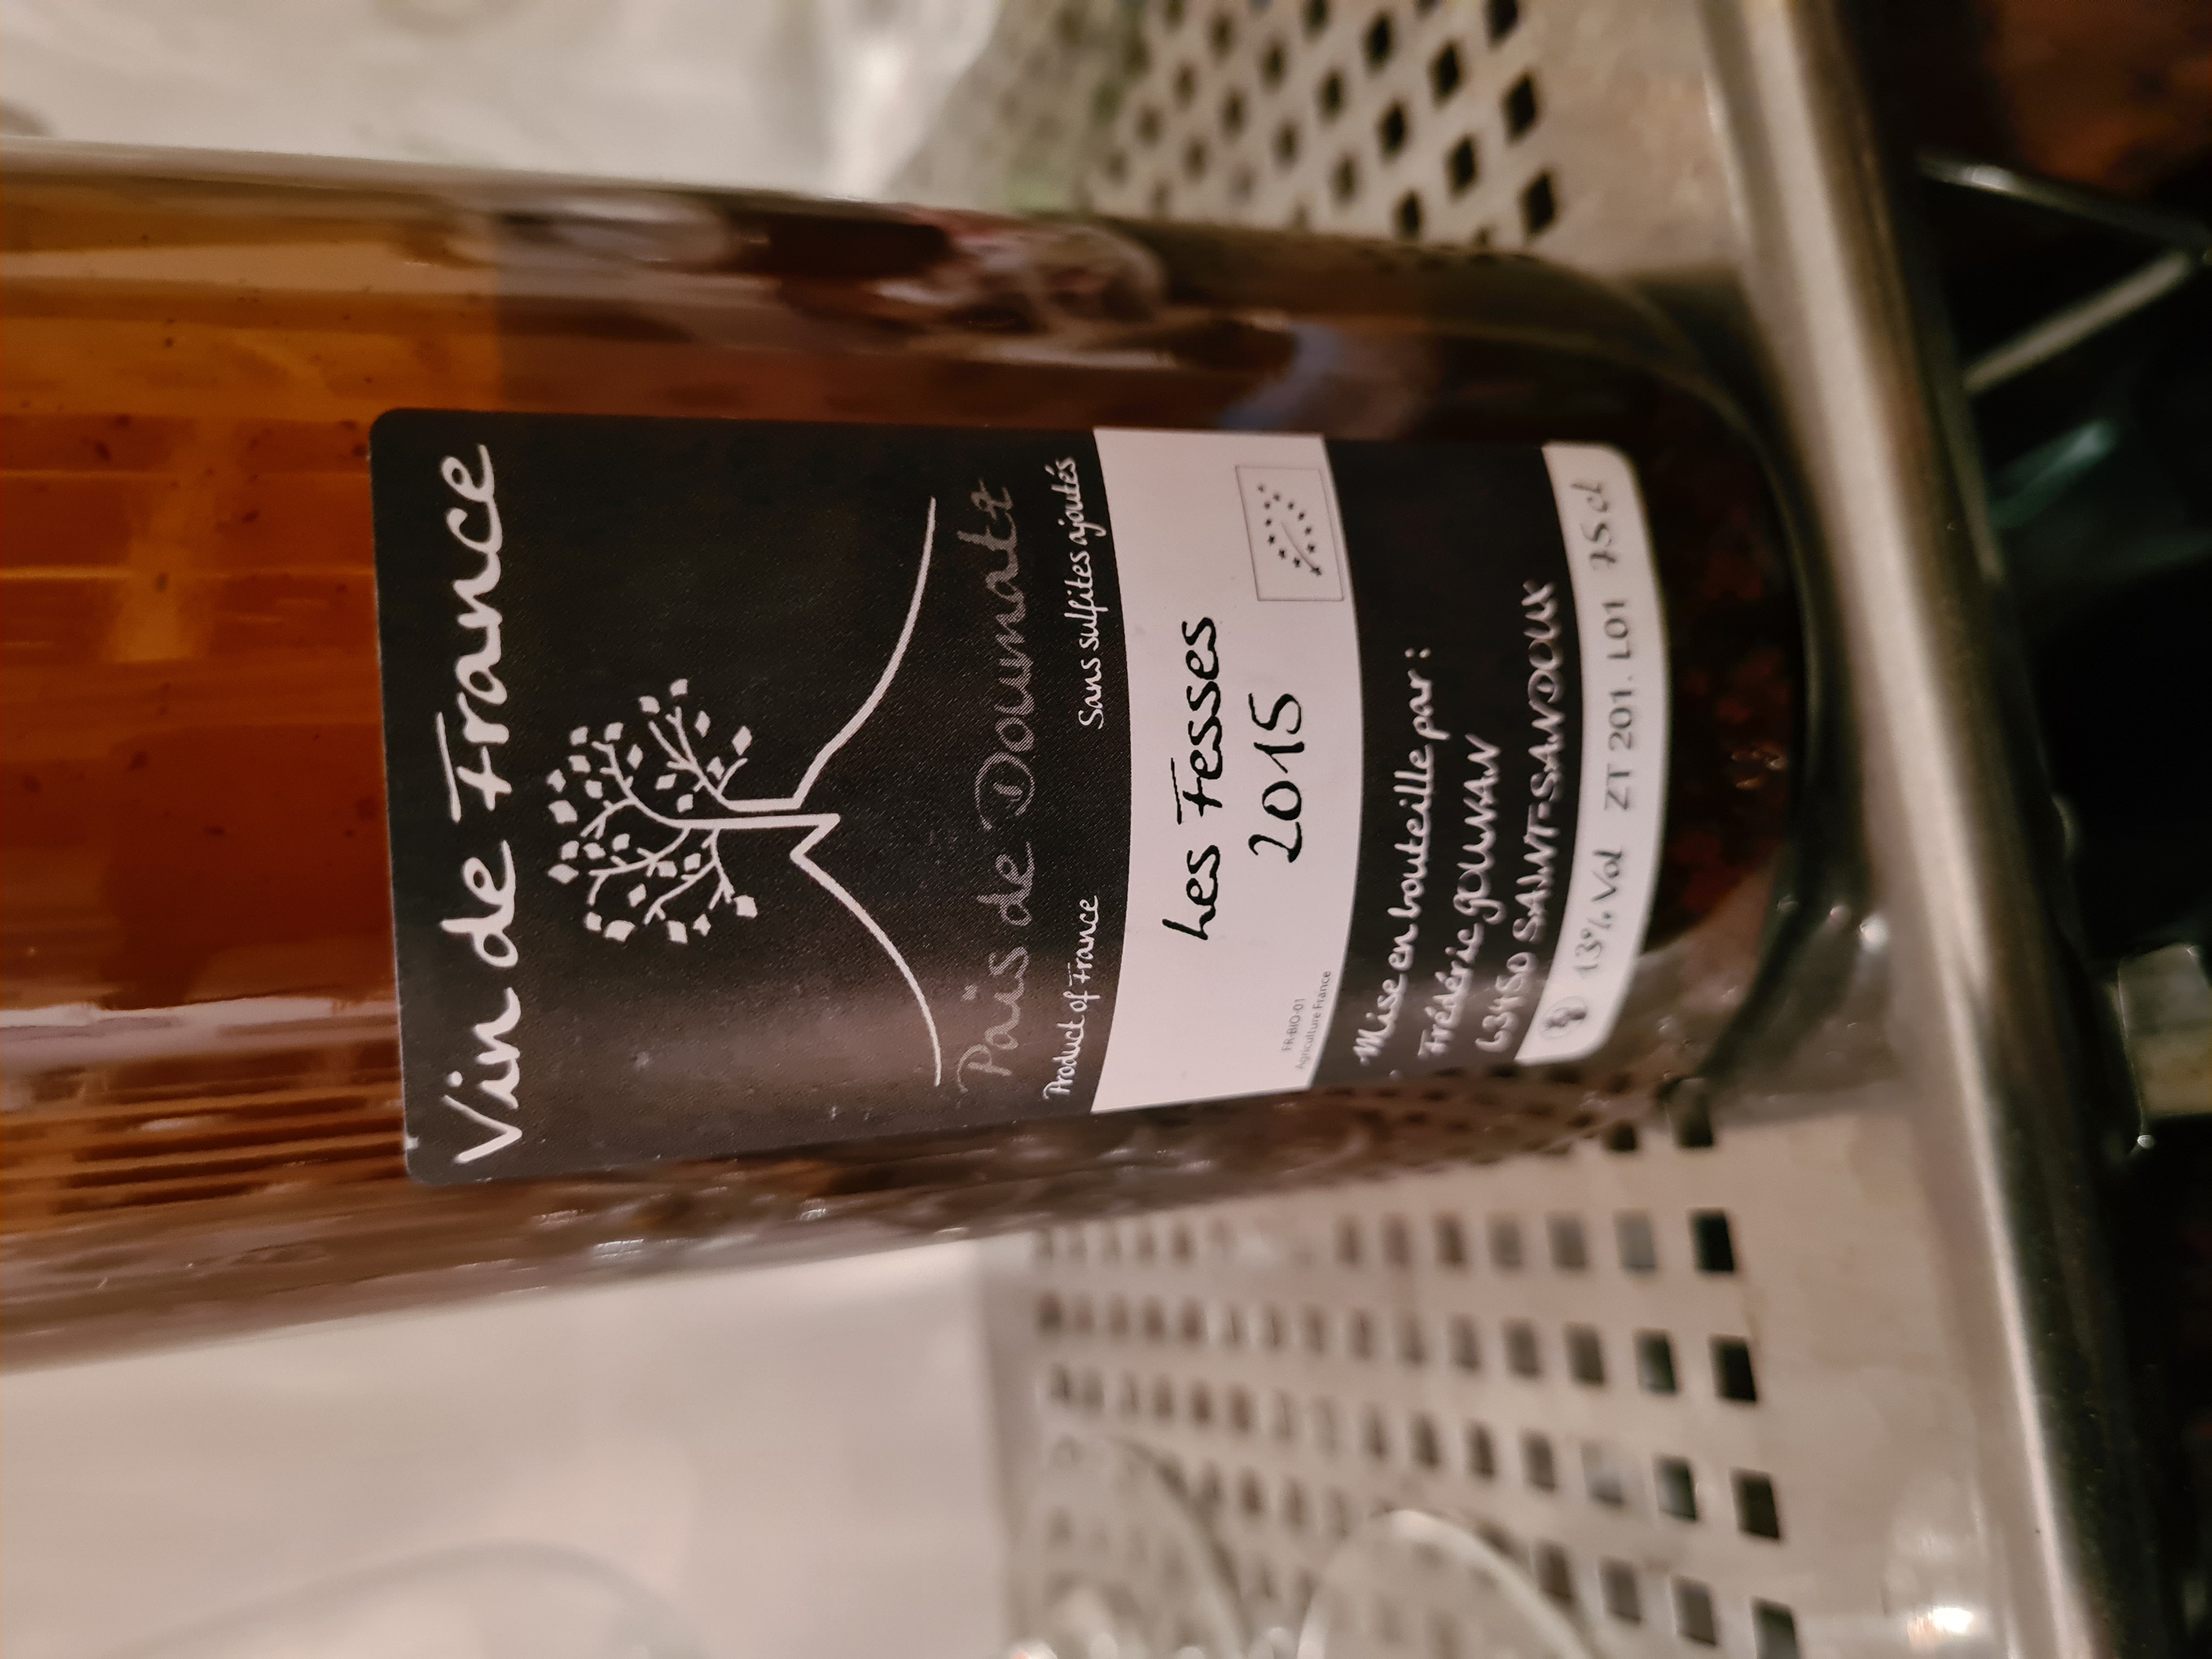 Vin de France
Païs de Doumatt
Product of France Sans sulfites ajoutés
Les Fesses
2015
FR-BIO-01
Agriculture France
Mise en bouteille par :
Frédéric GOUNAN
63450 SAINT-SANDOUX
13% Vol ZT 201. L01 75cl